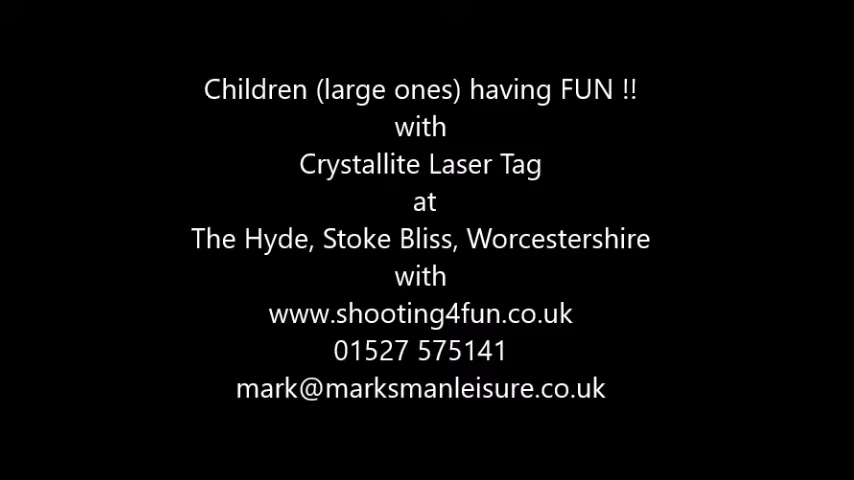 Children (large ones) having FUN !!
with
Crystallite Laser Tag
at
The Hyde, Stoke Bliss, Worcestershire
with
www.shooting4fun.co.uk
01527 575141
mark@marksmanleisure.co.uk